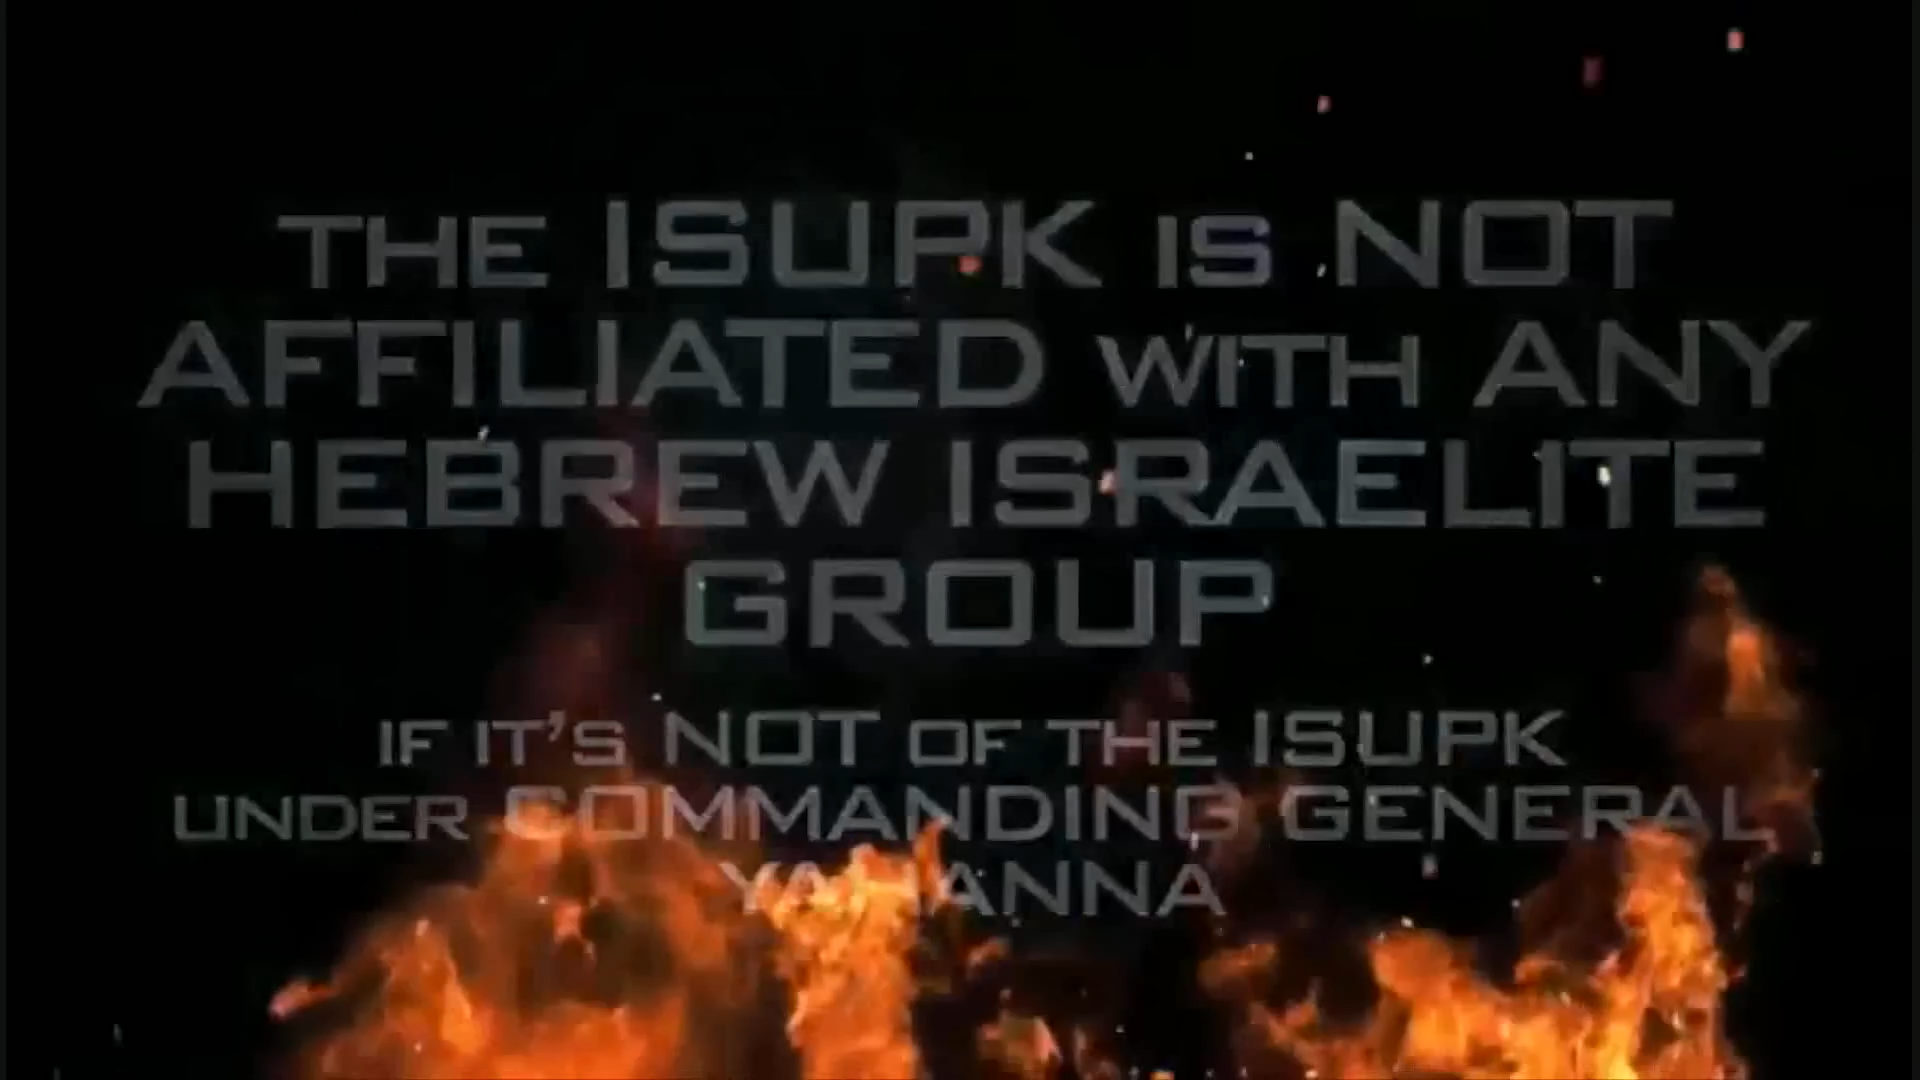 THE ISUPK IS NOT
AFFILIATED WITH ANY
HEBREW ISRAELITE
GROUP
IF IT'S NOT OF THE ISUPK
UNDER COMMANDING GENERAL
YAHANNA